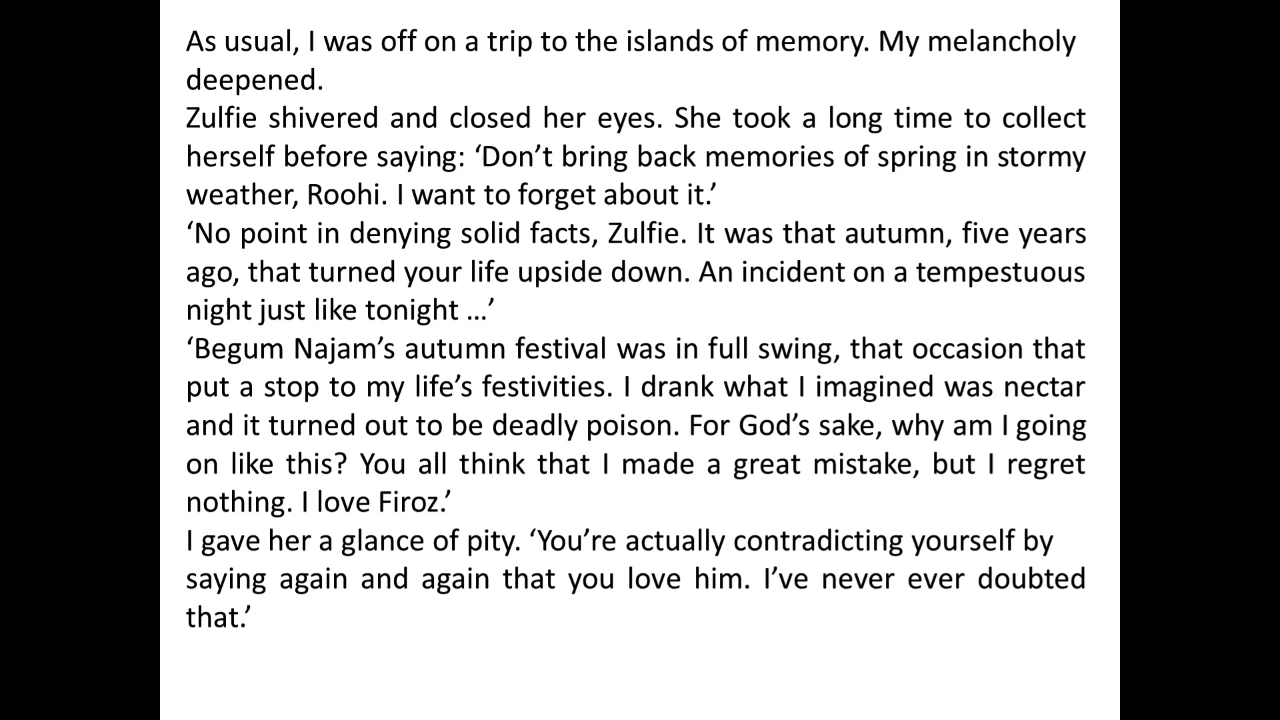 As usual, I was off on a trip to the islands of memory. My melancholy
deepened.
Zulfie shivered and closed her eyes. She took a long time to collect
herself before saying: ‘Don’t bring back memories of spring in stormy
weather, Roohi. I want to forget about it.’
‘No point in denying solid facts, Zulfie. It was that autumn, five years
ago, that turned your life upside down. An incident on a tempestuous
night just like tonight …’
‘Begum Najam’s autumn festival was in full swing, that occasion that
put a stop to my life’s festivities. I drank what I imagined was nectar
and it turned out to be deadly poison. For God’s sake, why am I going
on like this? You all think that I made a great mistake, but I regret
nothing. I love Firoz.’
I gave her a glance of pity. ‘You’re actually contradicting yourself by
saying again and again that you love him. I’ve never ever doubted
that.’